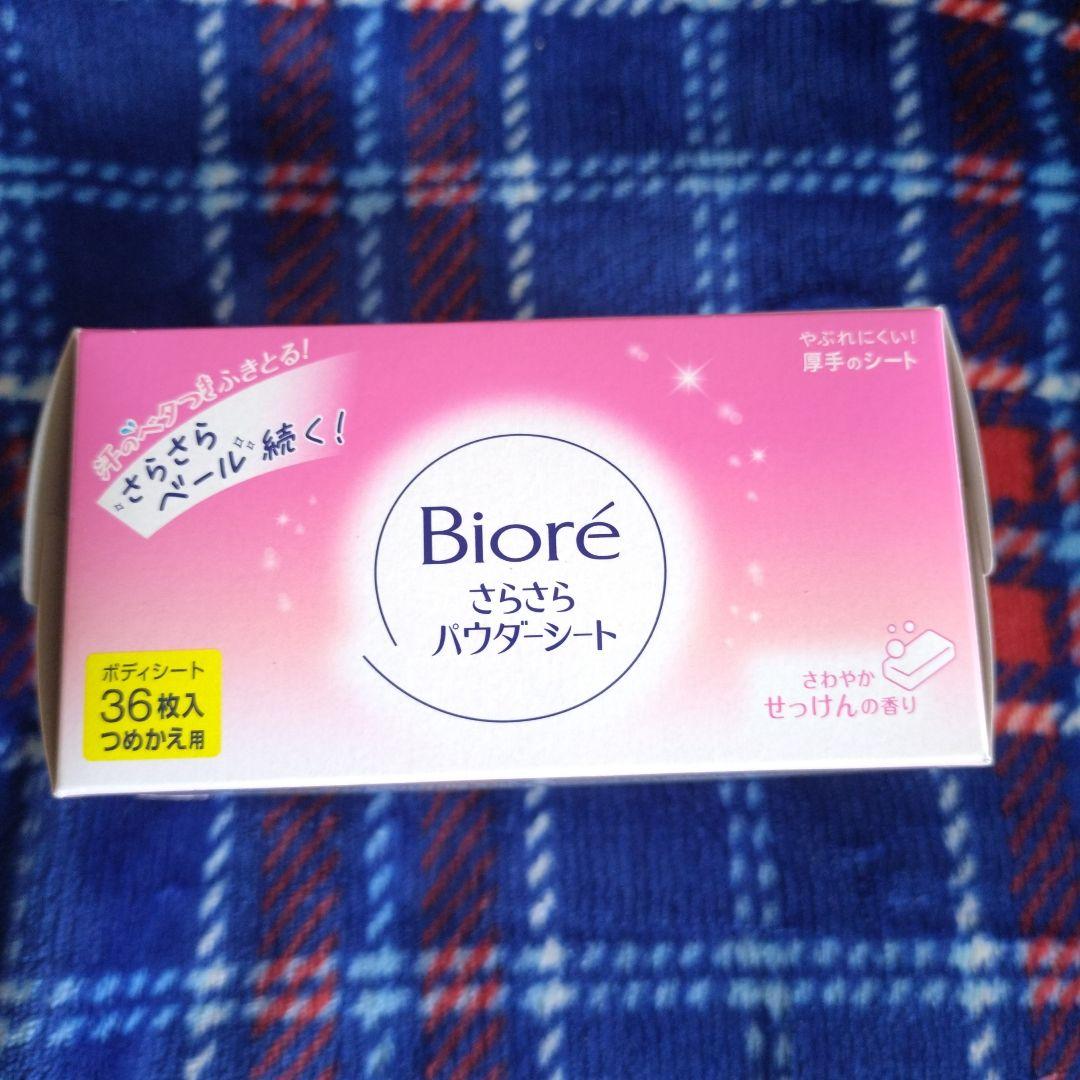 汗のベタつきふきとる!
さらさら
ベール続く!
やぶれにくい!
厚手のシート
Bioré
さらさら
パウダーシート
ボディシート
36枚入
つめかえ用
さわやか
せっけんの香り